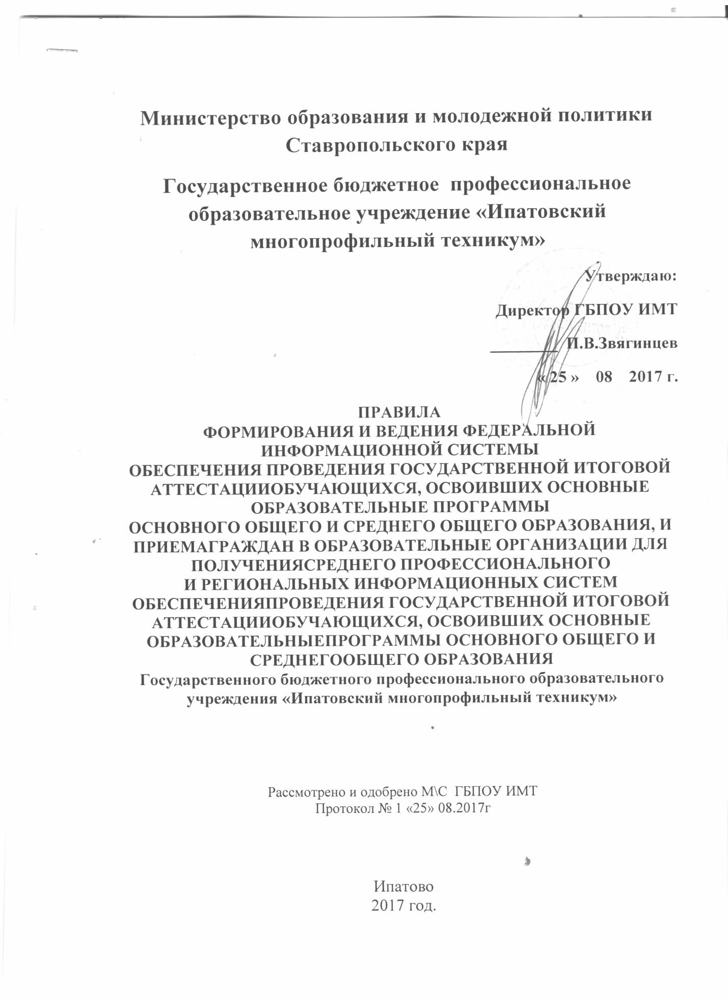 Министерство образования и молодежной политики
Ставропольского края
Государственное бюджетное профессиональное
образовательное учреждение «Ипатовский
многопрофильный техникум»
Утверждаю:
Директор ГБПОУ ИМТ
П.В.Звягинцев
« 25 » 08 2017 г.
ПРАВИЛА
ФОРМИРОВАНИЯ И ВЕДЕНИЯ ФЕДЕРАЛЬНОЙ
ИНФОРМАЦИОННОЙ СИСТЕМЫ
ОБЕСПЕЧЕНИЯ ПРОВЕДЕНИЯ ГОСУДАРСТВЕННОЙ ИТОГОВОЙ
АТТЕСТАЦИИОБУЧАЮЩИХСЯ, ОСВОИВШИХ ОСНОВНЫЕ
ОБРАЗОВАТЕЛЬНЫЕ ПРОГРАММЫ
ОСНОВНОГО ОБЩЕГО И СРЕДНЕГО ОБЩЕГО ОБРАЗОВАНИЯ, И
ПРИЕМАГРАЖДАН В ОБРАЗОВАТЕЛЬНЫЕ ОРГАНИЗАЦИИ ДЛЯ
ПОЛУЧЕНИЯСРЕДНЕГО ПРОФЕССИОНАЛЬНОГО
И РЕГИОНАЛЬНЫХ ИНФОРМАЦИОННЫХ СИСТЕМ
ОБЕСПЕЧЕНИЯПРОВЕДЕНИЯ ГОСУДАРСТВЕННОЙ ИТОГОВОЙ
АТТЕСТАЦИИОБУЧАЮЩИХСЯ, ОСВОИВШИХ ОСНОВНЫЕ
ОБРАЗОВАТЕЛЬНЫЕПРОГРАММЫ ОСНОВНОГО ОБЩЕГО И
СРЕДНЕГООБЩЕГО ОБРАЗОВАНИЯ
Государственного бюджетного профессионального образовательного
учреждения «Ипатовский многопрофильный техникум»
Рассмотрено и одобрено М\С ГБПОУ ИМТ
Протокол № 1 «25» 08.2017г
Ипатово
2017 год.